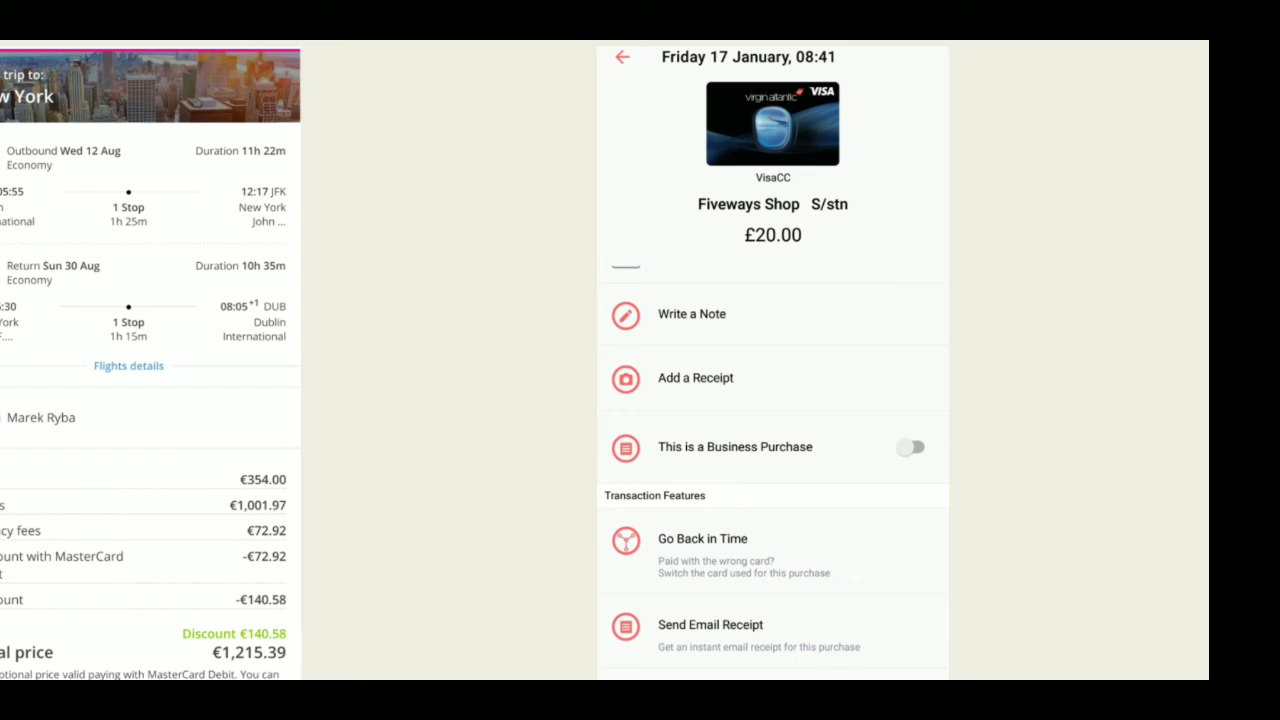 trip to:
w York
Outbound Wed 12 Aug
Duration 11h 22m
Economy
05:55
12:17 JFK
1 Stop
New York
national
1h 25m
John ...
Return Sun 30 Aug
Duration 10h 35m
Economy
:30
08:05+1 DUB
York
1 Stop
Dublin
1h 15m
International
Flights details
Marek Ryba
€354.00
s
€1,001.97
cy fees
€72.92
ount with MasterCard
-€72.92
t
ount
-€140.58
Discount €140.58
al price
€1,215.39
otional price valid paying with MasterCard Debit. You can
Friday 17 January, 08:41
virgin atlantic VISA
VisaCC
Fiveways Shop S/stn
£20.00
Write a Note
Add a Receipt
This is a Business Purchase
Transaction Features
Go Back in Time
Paid with the wrong card?
Switch the card used for this purchase
Send Email Receipt
Get an instant email receipt for this purchase